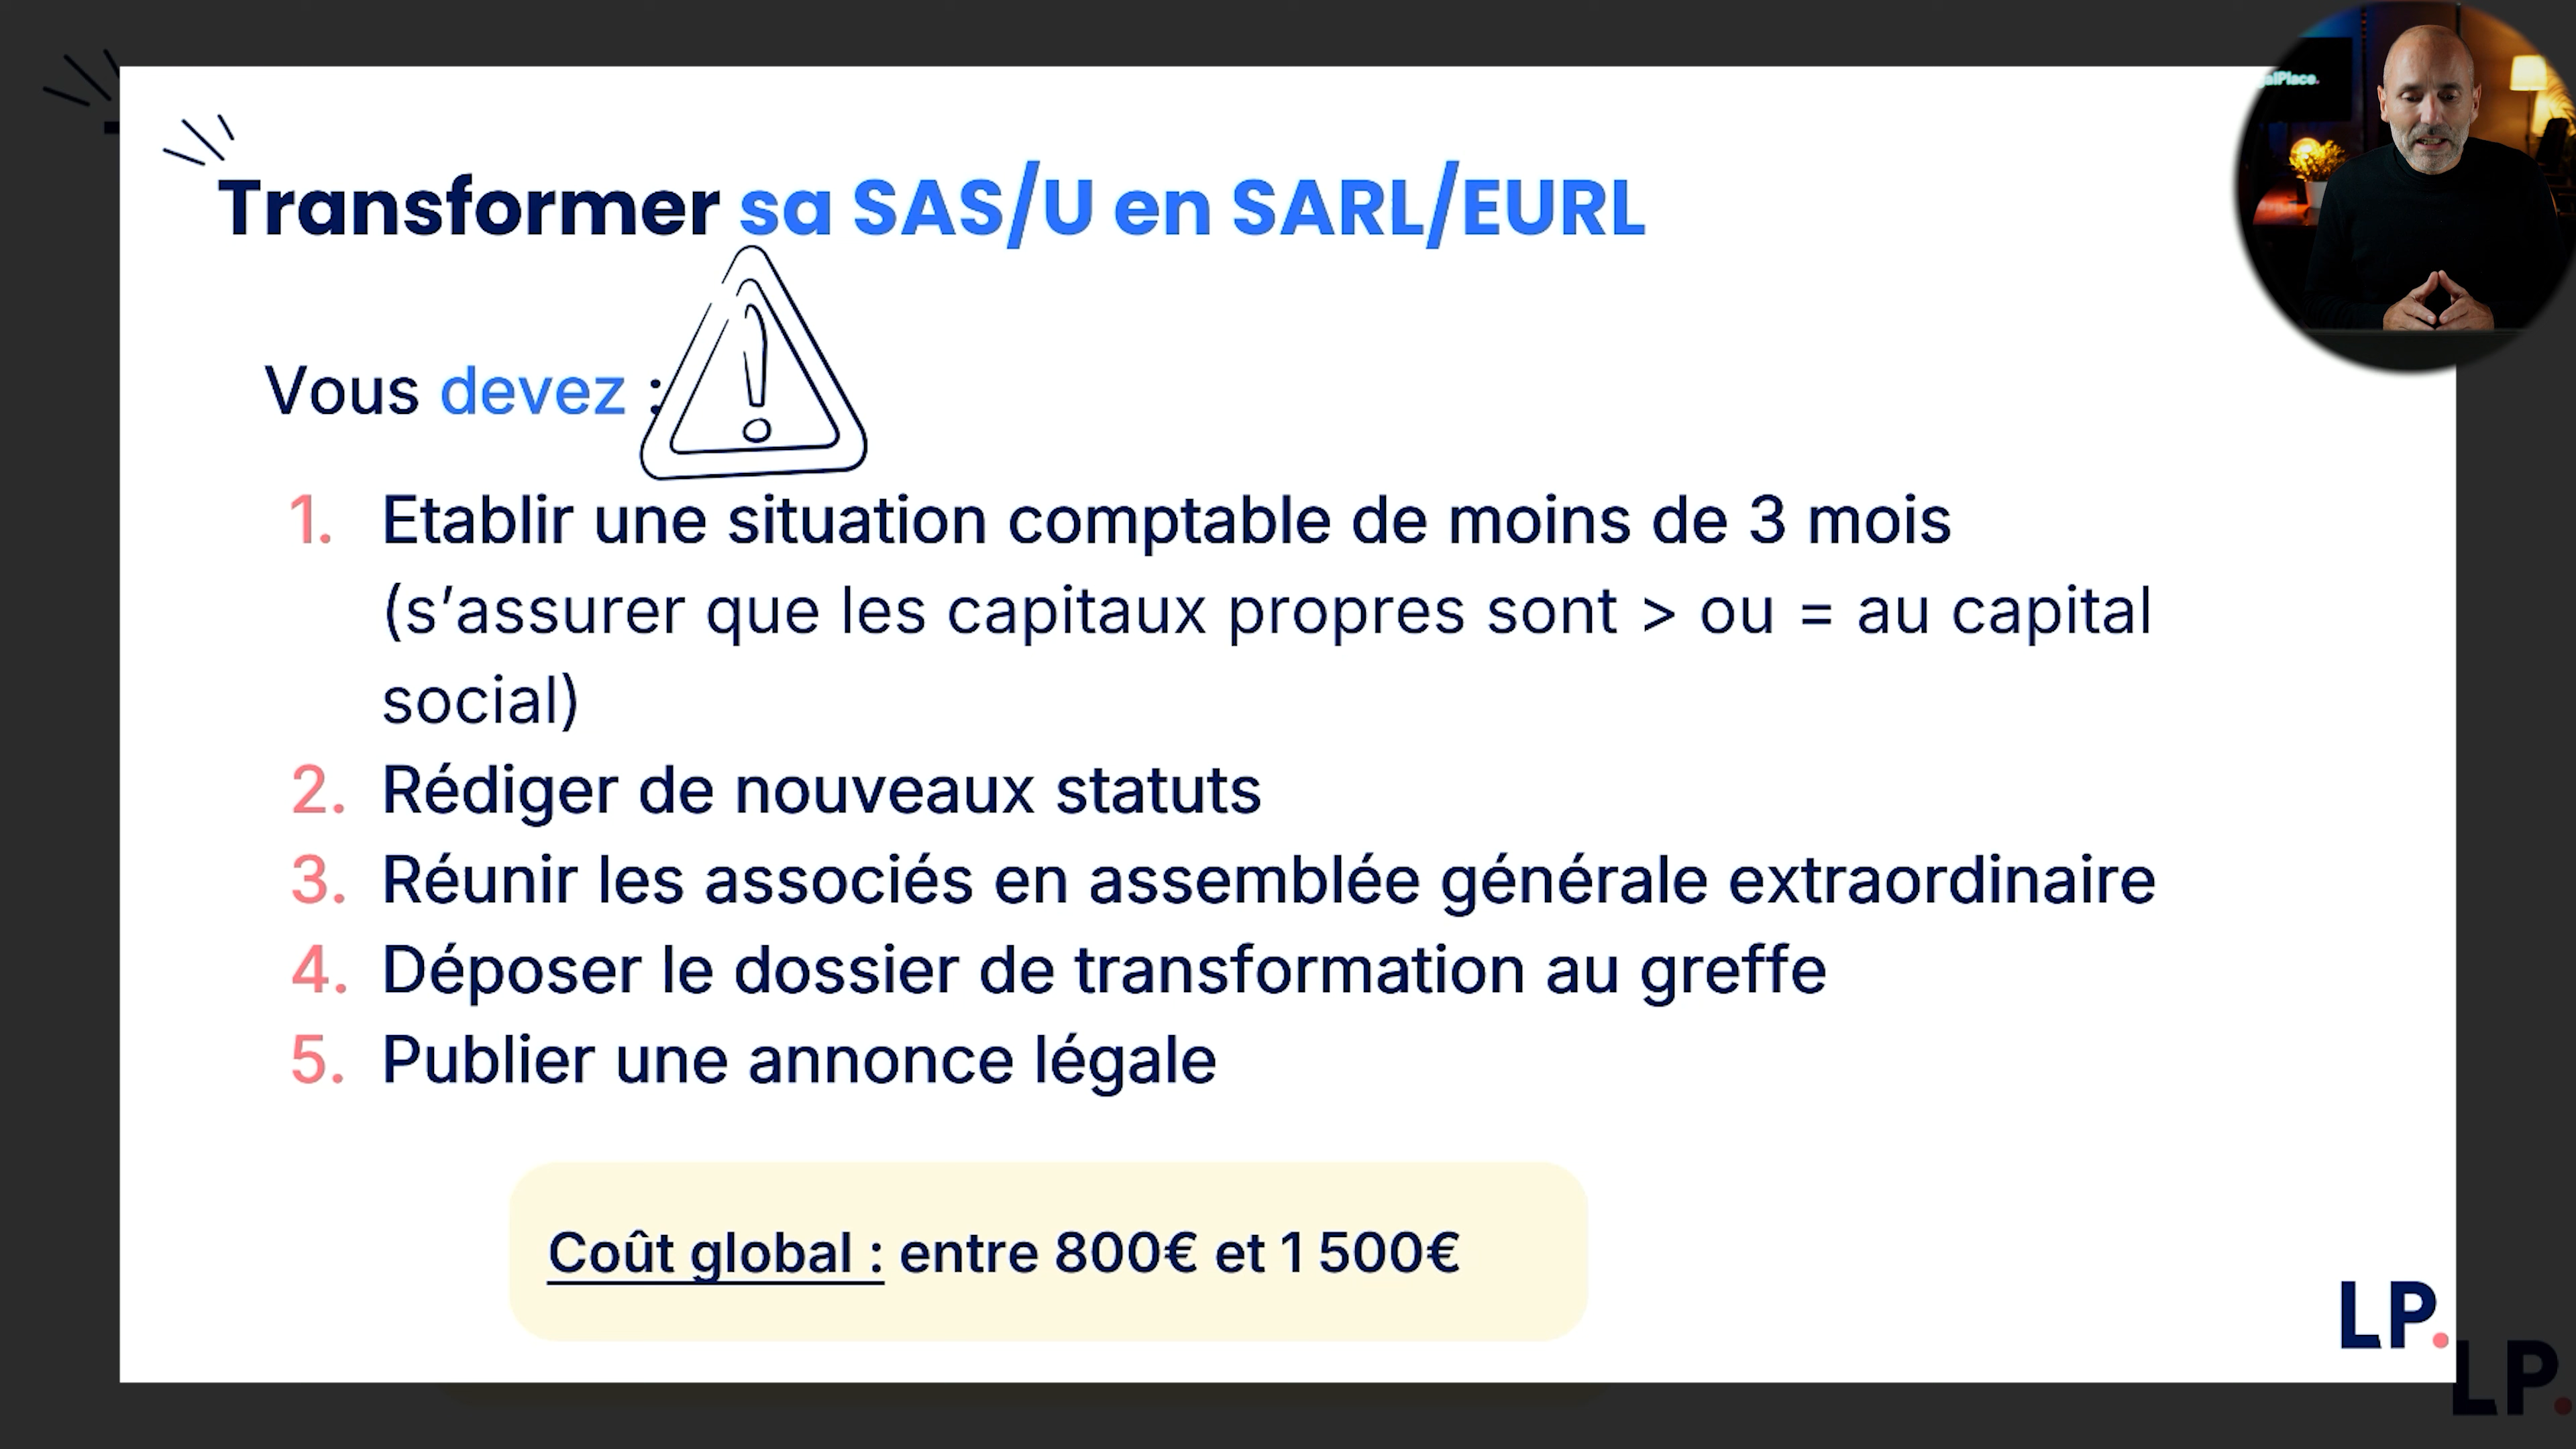 alPlace.
Transformer sa SAS/U en SARL/EURL
Vous devez :
1. Etablir une situation comptable de moins de 3 mois
(s’assurer que les capitaux propres sont > ou = au capital
social)
2. Rédiger de nouveaux statuts
3. Réunir les associés en assemblée générale extraordinaire
4. Déposer le dossier de transformation au greffe
5. Publier une annonce légale
Coût global : entre 800€ et 1 500€
LP.
LP.